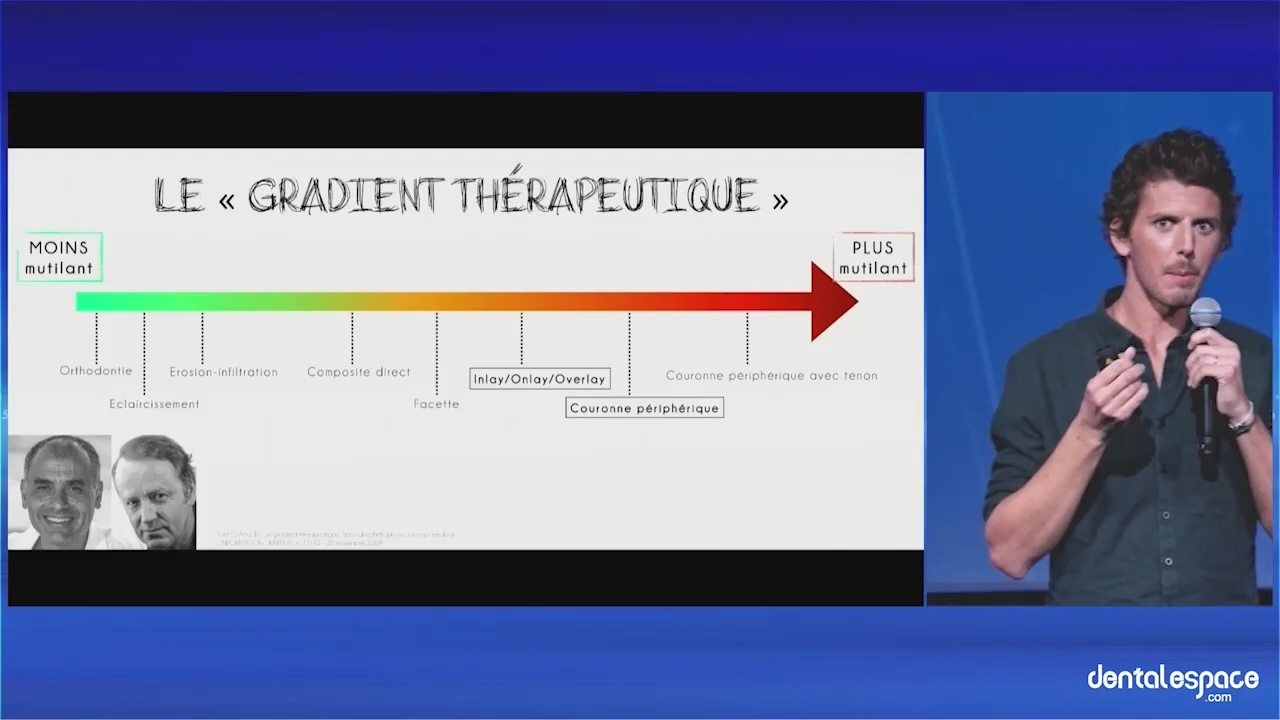 LE « GRADIENT THÉRAPEUTIQUE »
MOINS
mutilant
PLUS
mutilant
Orthodontie
Eclaircissement
Erosion-infiltration
Composite direct
Facette
Inlay/Onlay/Overlay
Couronne périphérique
Couronne périphérique avec tenon
dentalespace
.com